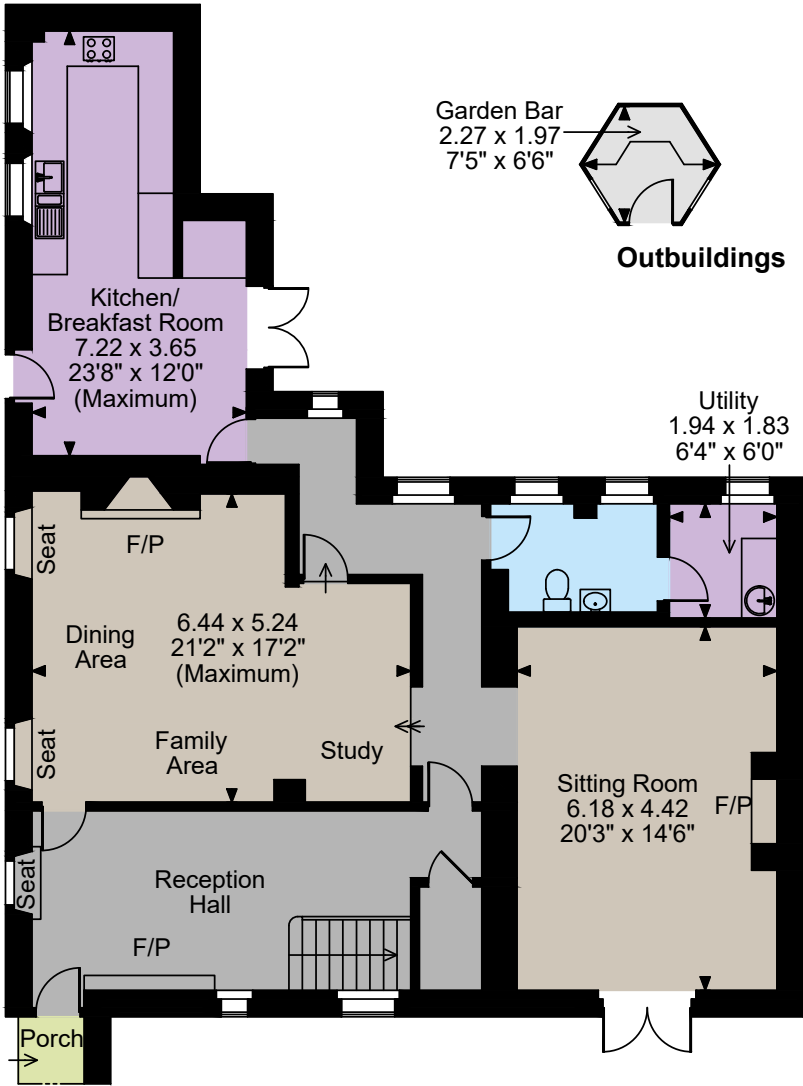 Garden Bar
2.27 x 1.97
7'5" x 6'6"
Outbuildings
Kitchen/
Breakfast Room
7.22 x 3.65
23'8" x 12'0"
(Maximum)
Utility
1.94 x 1.83
6'4" x 6'0"
Seat
F/P
Dining
Area
6.44 x 5.24
21'2" x 17'2"
(Maximum)
Seat
Family
Area
Study
Sitting Room
6.18 x 4.42
20'3" x 14'6"
F/P
Seat
Reception
Hall
F/P
Porch